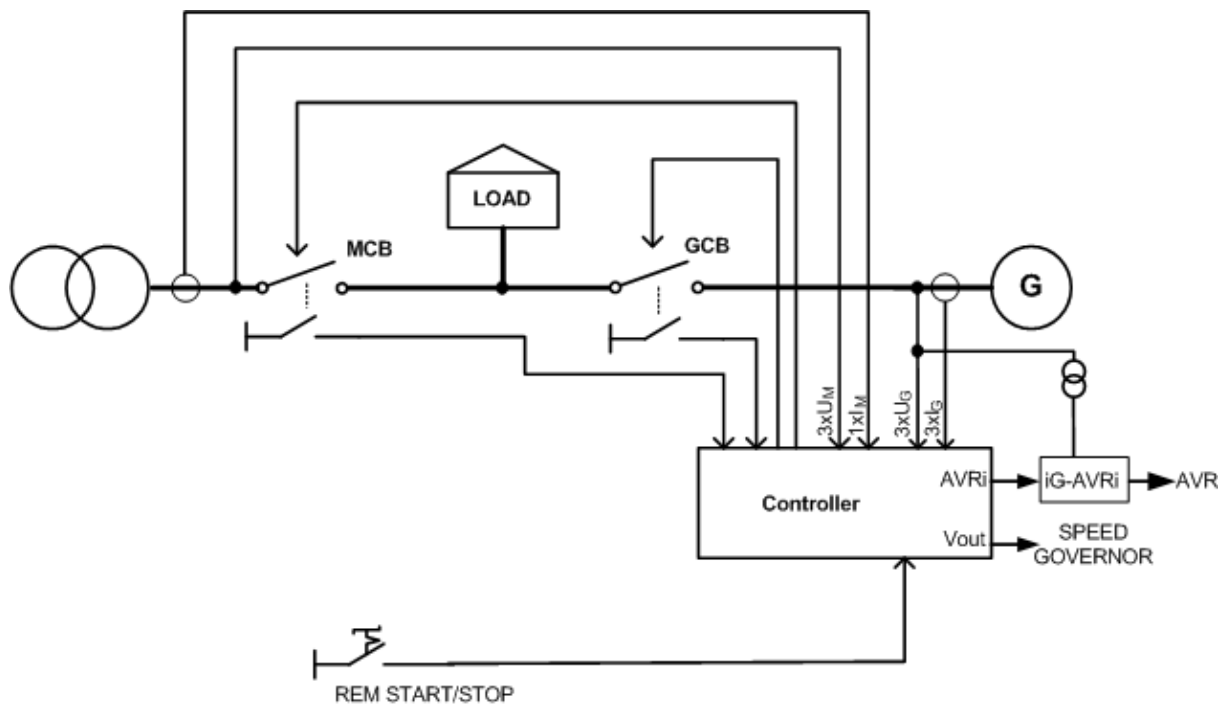 LOAD
MCB
GCB
G
3xUM
1xIM
3xUG
3xIG
AVRi
iG-AVRi
AVR
Controller
Vout
SPEED
GOVERNOR
REM START/STOP